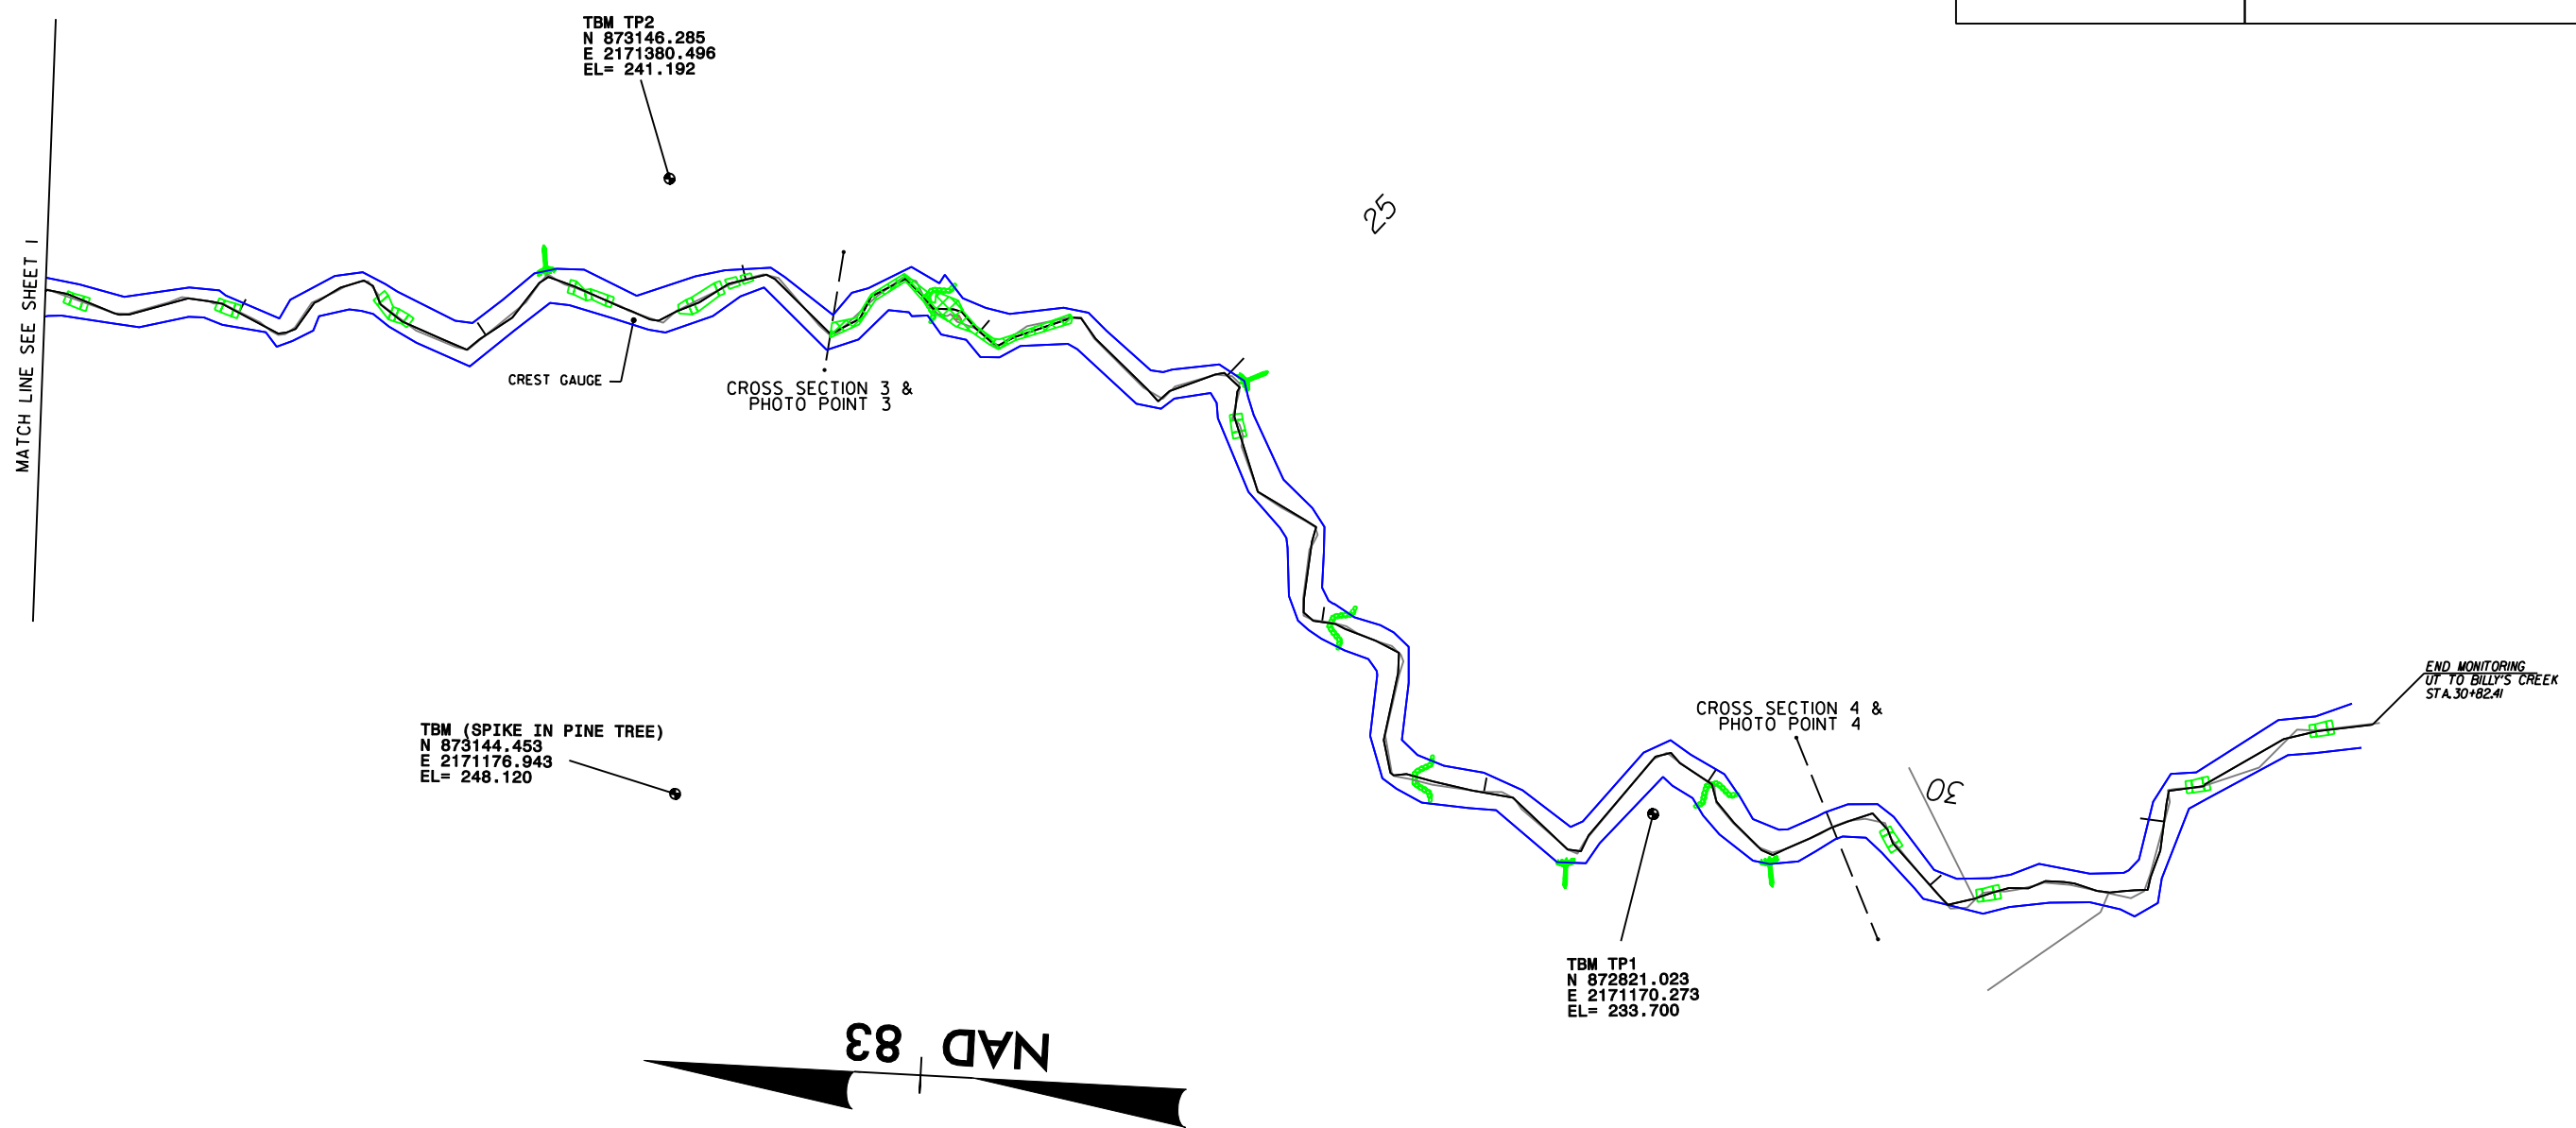 TBM TP2
N 873146.285
E 2171380.496
EL= 241.192
25
MATCH LINE SEE SHEET 1
CREST GAUGE
CROSS SECTION 3 &
PHOTO POINT 3
TBM (SPIKE IN PINE TREE)
N 873144.453
E 2171176.943
EL= 248.120
END MONITORING
UT TO BILLY'S CREEK
STA.30+82.41
CROSS SECTION 4 &
PHOTO POINT 4
30
TBM TP1
N 872821.023
E 2171170.273
EL= 233.700
NAD 83